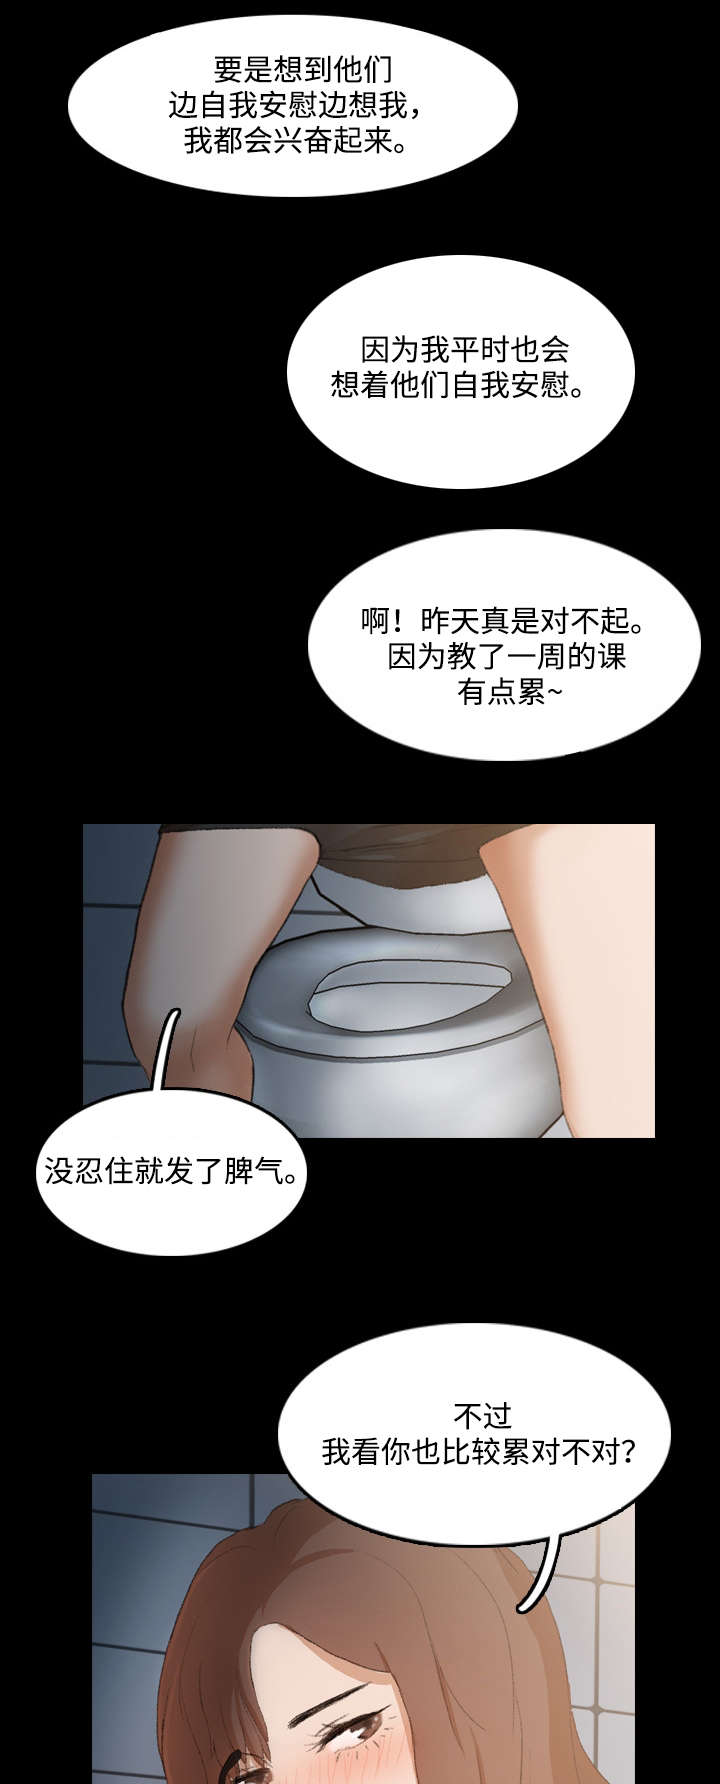 要是想到他们
边自我安慰边想我，
我都会兴奋起来。
因为我平时也会
想着他们自我安慰。
啊！昨天真是对不起。
因为教了一周的课
有点累~
没忍住就发了脾气。
不过
我看你也比较累对不对？